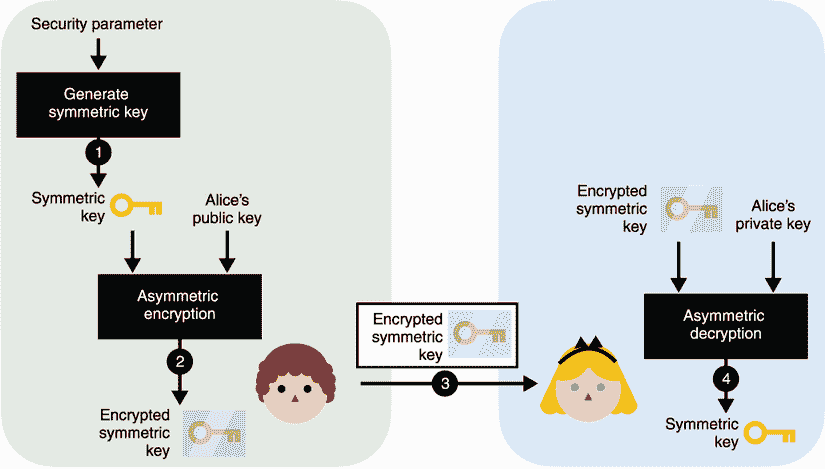 Security parameter
Generate
symmetric key
1
Symmetric
key
Alice's
public key
Asymmetric
encryption
2
Encrypted
symmetric
key
Encrypted
symmetric
key
3
Encrypted
symmetric
key
Alice's
private key
Asymmetric
decryption
4
Symmetric
key